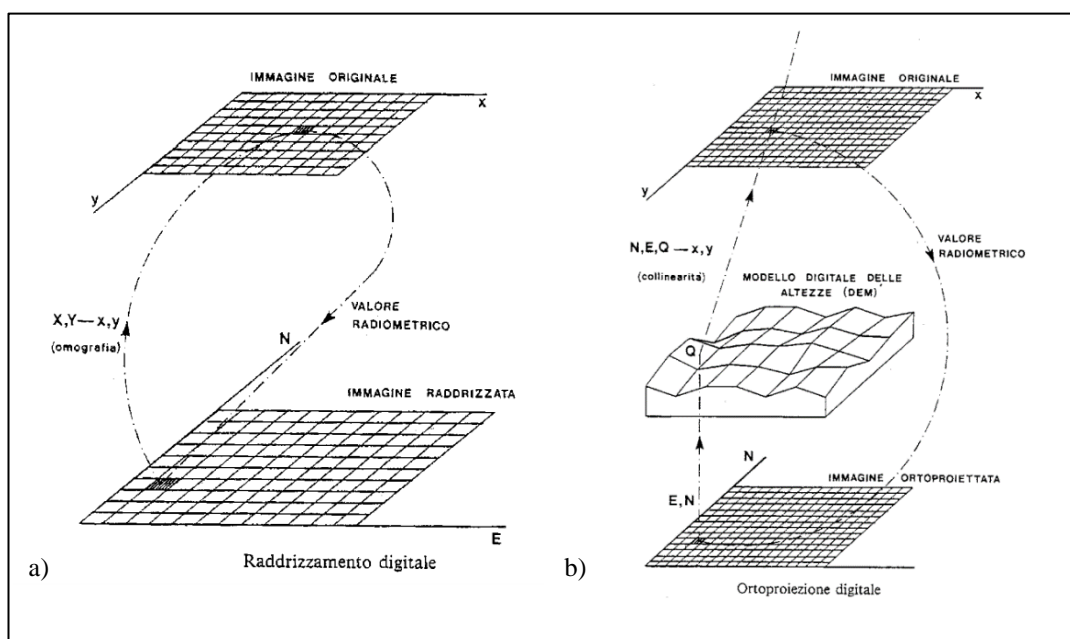 IMMAGINE ORIGINALE
x
y
X,Y—x,y
(omografia)
VALORE
RADIOMETRICO
N
IMMAGINE RADDRIZZATA
E
a)
Raddrizzamento digitale
IMMAGINE ORIGINALE
x
y
N,E,Q—x,y
(collinearità)
VALORE
RADIOMETRICO
MODELLO DIGITALE DELLE
ALTEZZE (DEM)
Q
N
IMMAGINE ORTOPROIETTATA
E,N
b)
Ortoproiezione digitale